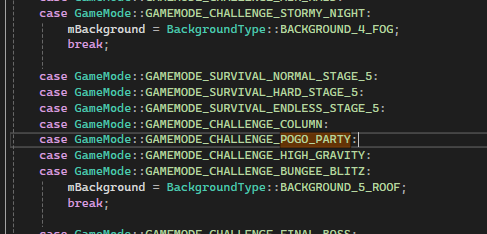 case GameMode::GAMEMODE_CHALLENGE_STORMY_NIGHT:
mBackground = BackgroundType::BACKGROUND_4_FOG;
break;
case GameMode::GAMEMODE_SURVIVAL_NORMAL_STAGE_5:
case GameMode::GAMEMODE_SURVIVAL_HARD_STAGE_5:
case GameMode::GAMEMODE_SURVIVAL_ENDLESS_STAGE_5:
case GameMode::GAMEMODE_CHALLENGE_COLUMN:
case GameMode::GAMEMODE_CHALLENGE_POGO_PARTY:
case GameMode::GAMEMODE_CHALLENGE_HIGH_GRAVITY:
case GameMode::GAMEMODE_CHALLENGE_BUNGEE_BLITZ:
mBackground = BackgroundType::BACKGROUND_5_ROOF;
break;
case GameMode::GAMEMODE_CHALLENGE_FINAL_BOSS: